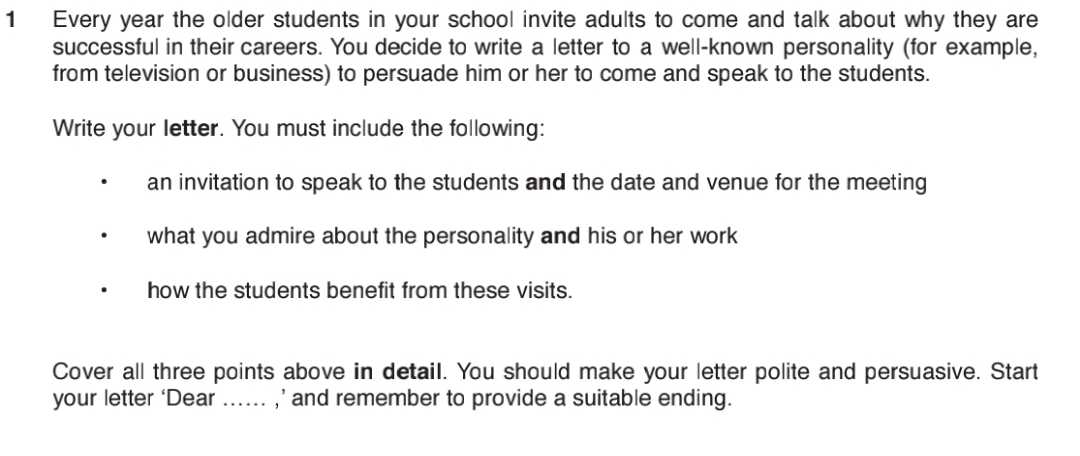 1 Every year the older students in your school invite adults to come and talk about why they are
successful in their careers. You decide to write a letter to a well-known personality (for example,
from television or business) to persuade him or her to come and speak to the students.
Write your letter. You must include the following:
• an invitation to speak to the students and the date and venue for the meeting
• what you admire about the personality and his or her work
• how the students benefit from these visits.
Cover all three points above in detail. You should make your letter polite and persuasive. Start
your letter ‘Dear …… ,’ and remember to provide a suitable ending.